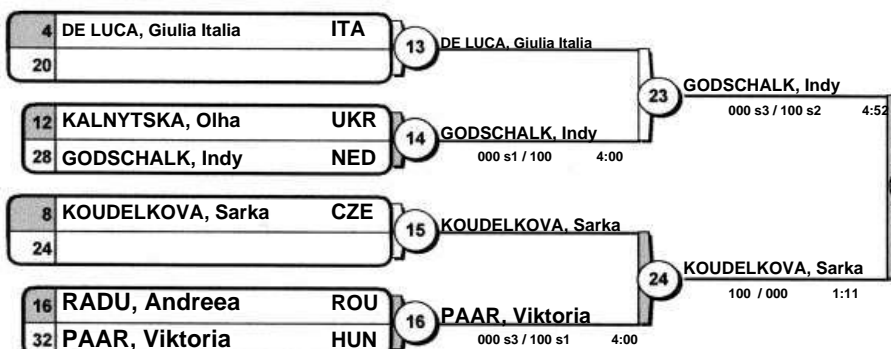 4 DE LUCA, Giulia Italia ITA
20
13 DE LUCA, Giulia Italia
12 KALNYTSKA, Olha UKR
28 GODSCHALK, Indy NED
14 GODSCHALK, Indy
000 s1 / 100 4:00
23 GODSCHALK, Indy
000 s3 / 100 s2 4:52
8 KOUDELKOVA, Sarka CZE
24
15 KOUDELKOVA, Sarka
16 RADU, Andreea ROU
32 PAAR, Viktoria HUN
16 PAAR, Viktoria
000 s3 / 100 s1 4:00
24 KOUDELKOVA, Sarka
100 / 000 1:11